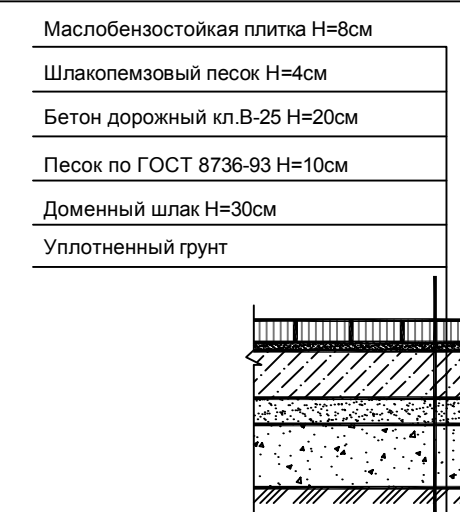 Маслобензостойкая плитка Н=8см
Шлакопемзовый песок Н=4см
Бетон дорожный кл.В-25 Н=20см
Песок по ГОСТ 8736-93 Н=10см
Доменный шлак Н=30см
Уплотненный грунт